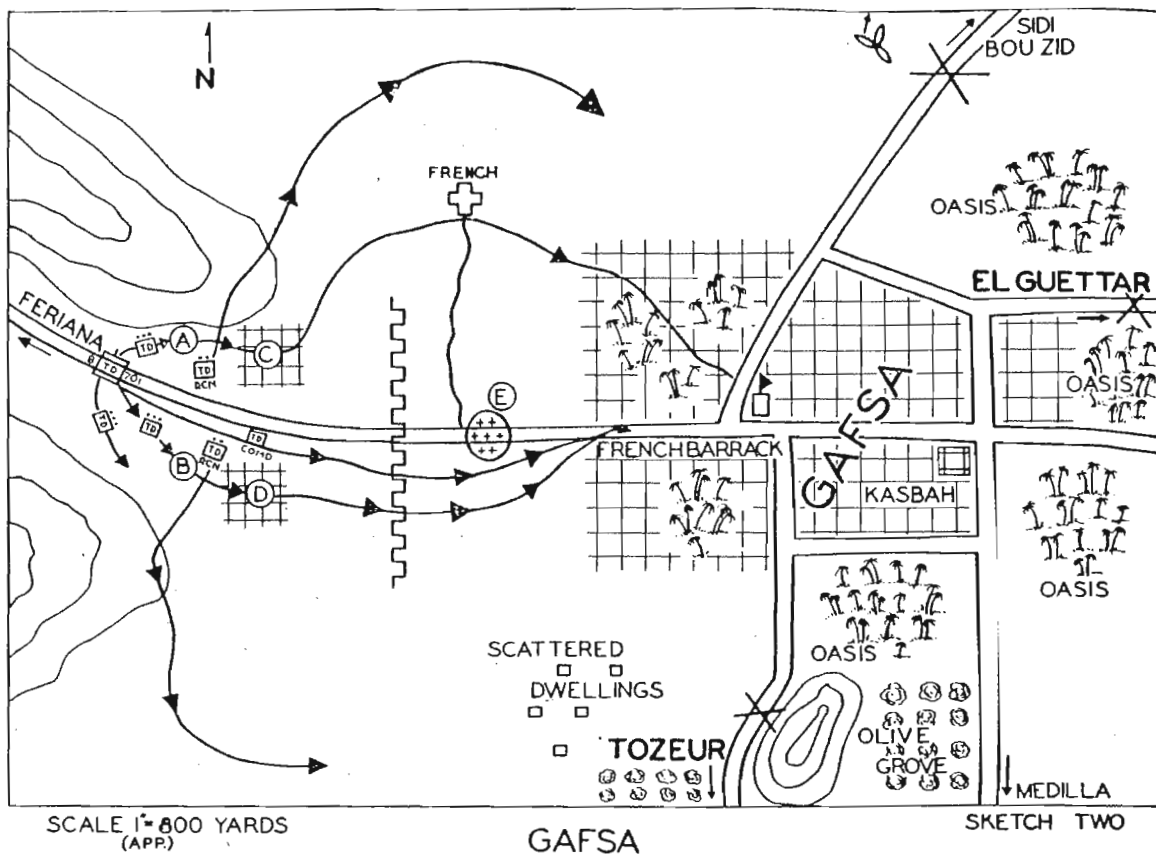 SIDI
BOU ZID
N
FRENCH
OASIS
EL GUETTAR
FERIANA
TD
A
C
B TD 701
TD
RCN
OASIS
E
TD
TD
TD
RCN
TD
COMD
FRENCH BARRACK
GAFSA
B
D
KASBAH
OASIS
SCATTERED
DWELLINGS
OASIS
OLIVE
GROVE
TOZEUR
MEDILLA
SCALE 1"=800 YARDS
(APP.)
GAFSA
SKETCH TWO